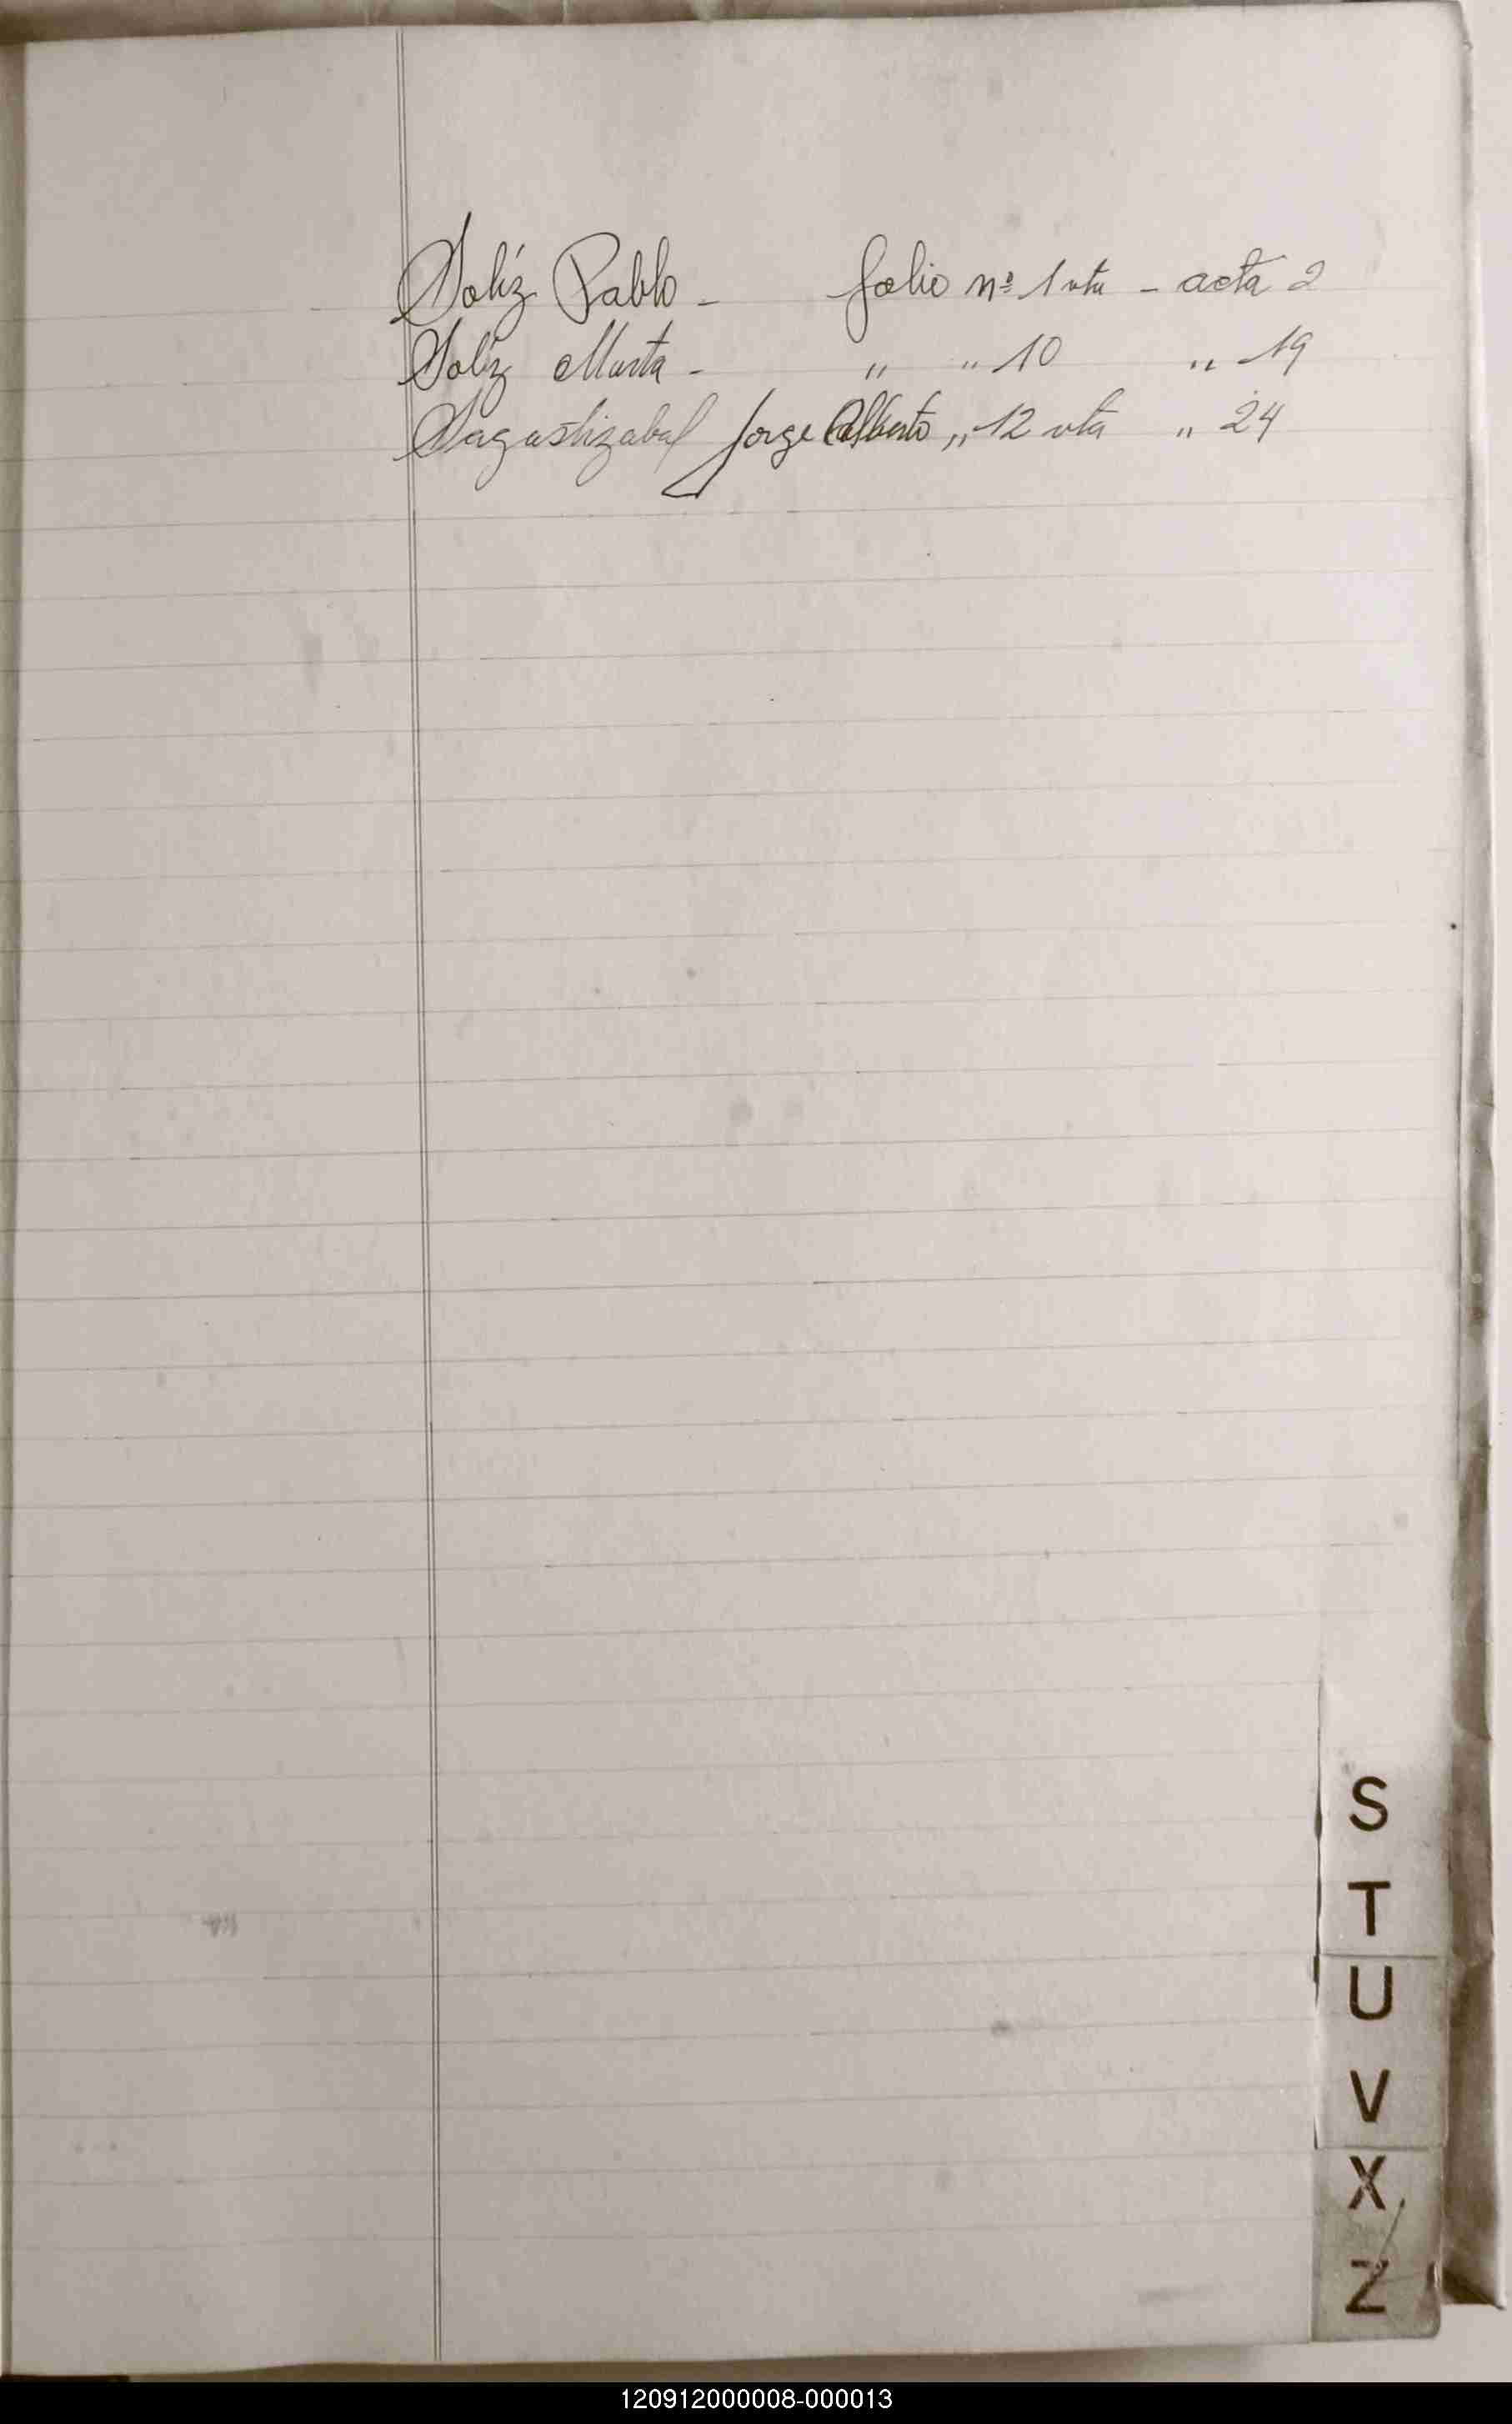 Solíz Pablo - folio nº 1 vta - acta 2
Solíz Marta - " " 10 " 19
Sagastizabal Jorge Alberto " 12 vta " 24
S
T
U
V
X
Z
120912000008-000013